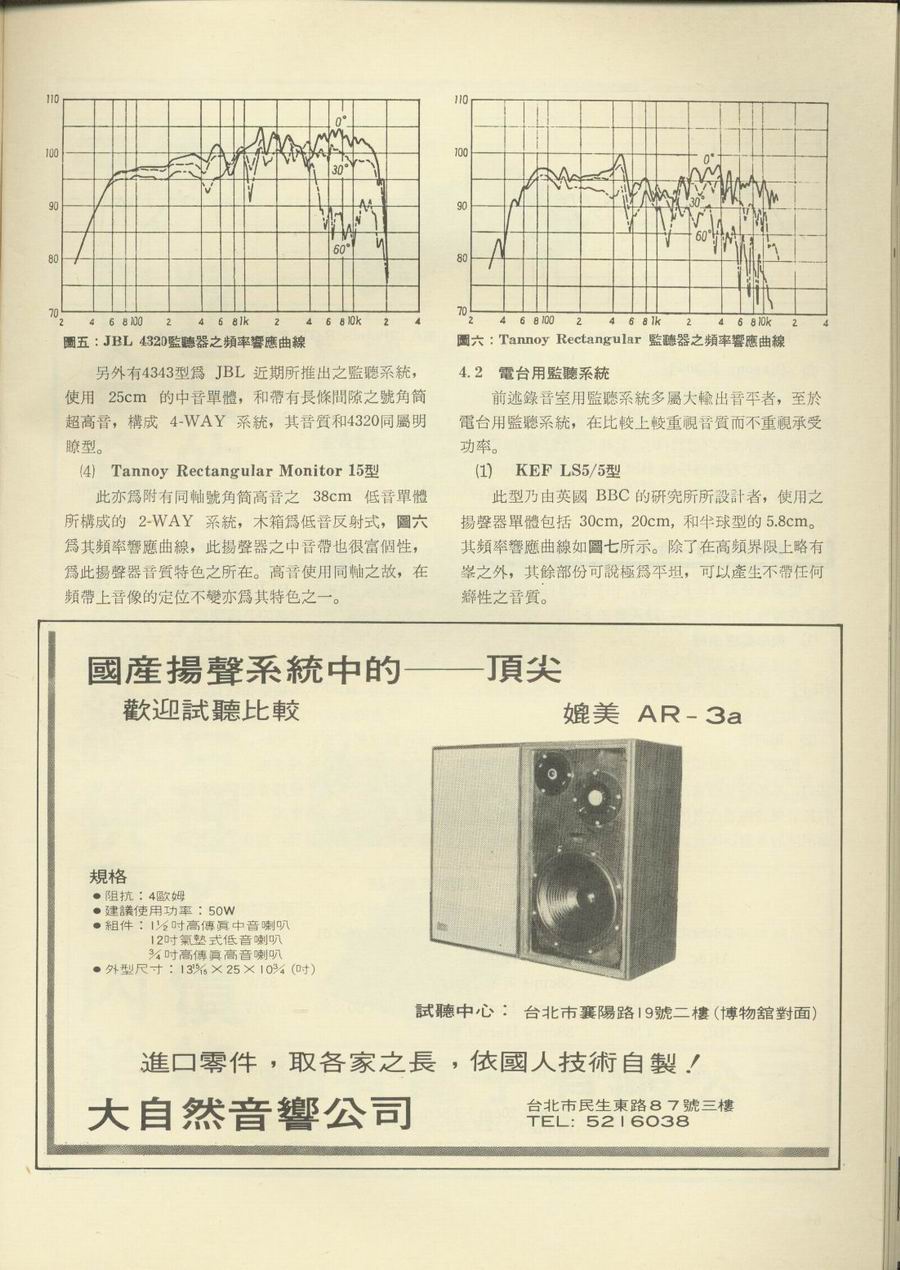 110
100
90
80
70
0°
30°
60°
2 4 6 8 100 2 4 6 8 1k 2 4 6 8 10k 2 4
圖五：JBL 4320監聽器之頻率響應曲線
另外有4343型爲 JBL 近期所推出之監聽系統，
使用 25cm 的中音單體，和帶有長條間隙之號角筒
超高音，構成 4-WAY 系統，其音質和4320同屬明
瞭型。
⑷ Tannoy Rectangular Monitor 15型
此亦爲附有同軸號角筒高音之 38cm 低音單體
所構成的 2-WAY 系統，木箱爲低音反射式，圖六
爲其頻率響應曲線，此揚聲器之中音帶也很富個性，
爲此揚聲器音質特色之所在。高音使用同軸之故，在
頻帶上音像的定位不變亦爲其特色之一。
110
100
90
80
70
0°
30°
60°
2 4 6 8 100 2 4 6 8 1k 2 4 6 8 10k 2 4
圖六：Tannoy Rectangular 監聽器之頻率響應曲線
4.2 電台用監聽系統
前述錄音室用監聽系統多屬大輸出音平者，至於
電台用監聽系統，在比較上較重視音質而不重視承受
功率。
⑴ KEF LS5/5型
此型乃由英國 BBC 的硏究所所設計者，使用之
揚聲器單體包括 30cm, 20cm, 和半球型的 5.8cm。
其頻率響應曲線如圖七所示。除了在高頻界限上略有
峯之外，其餘部份可說極爲平坦，可以產生不帶任何
癖性之音質。
國産揚聲系統中的——頂尖
歡迎試聽比較
媲美 AR-3a
規格
●阻抗：4歐姆
●建議使用功率：50W
●組件：1½吋高傳眞中音喇叭
12吋氣墊式低音喇叭
¾吋高傳眞高音喇叭
●外型尺寸：13¹⁵⁄₁₆×25×10¾(吋)
試聽中心：台北市襄陽路19號二樓(博物舘對面)
進口零件，取各家之長，依國人技術自製！
大自然音響公司
台北市民生東路87號三樓
TEL: 5216038